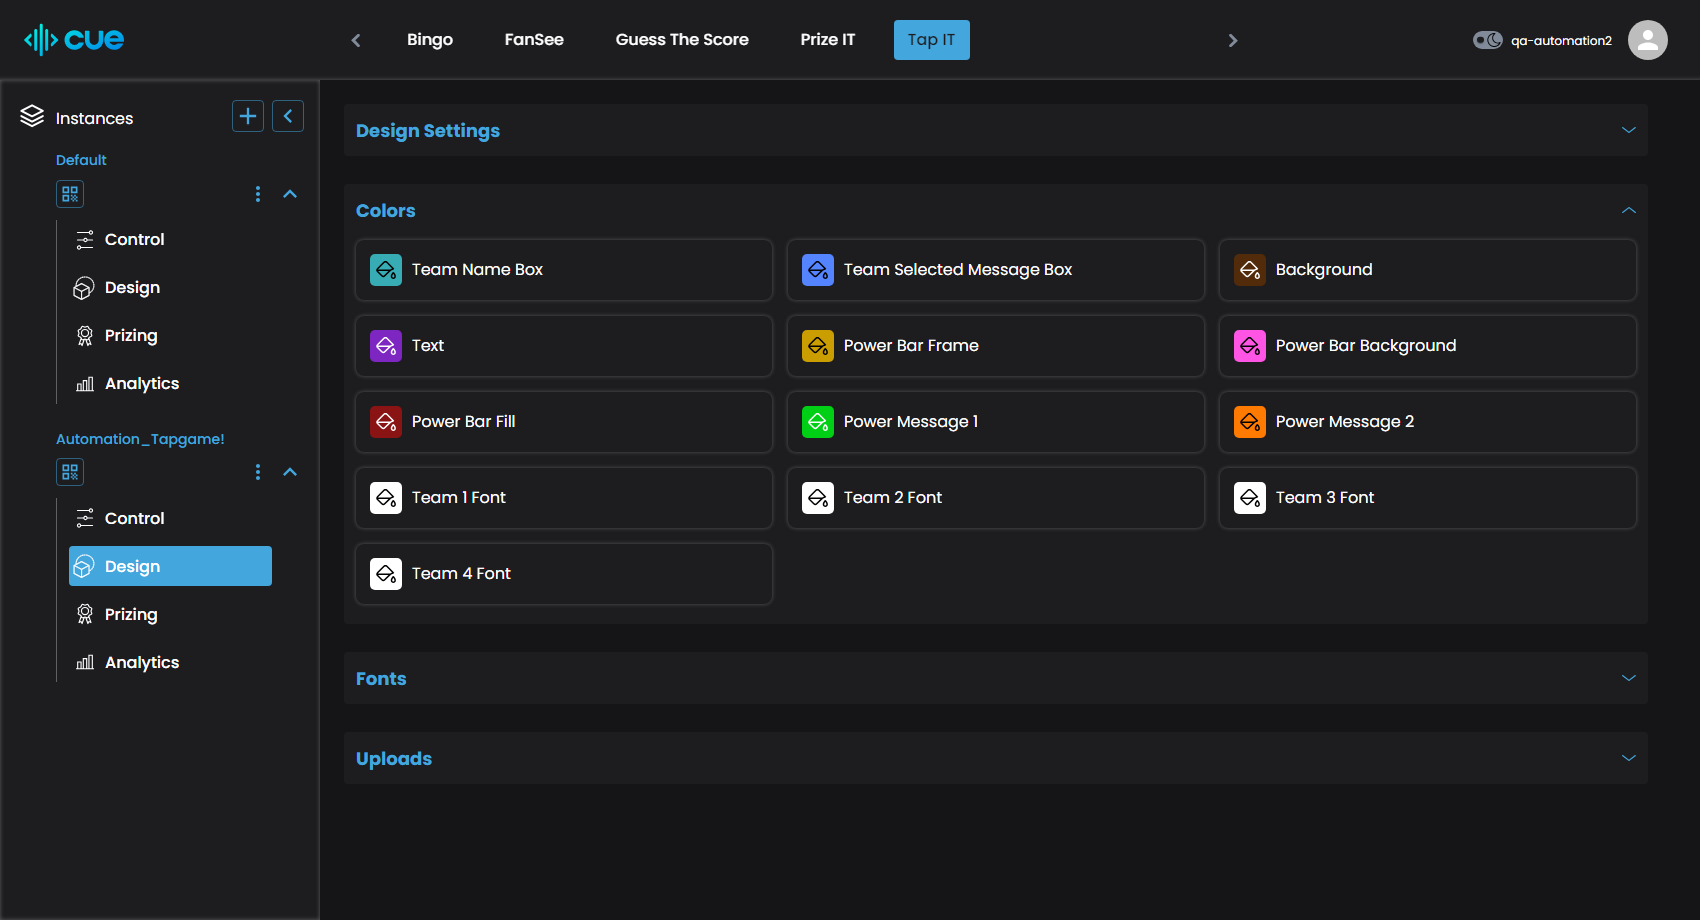 cue
Bingo
FanSee
Guess The Score
Prize IT
Tap IT
qa-automation2
Instances
Default
Control
Design
Prizing
Analytics
Automation_Tapgame!
Control
Design
Prizing
Analytics
Design Settings
Colors
Team Name Box
Team Selected Message Box
Background
Text
Power Bar Frame
Power Bar Background
Power Bar Fill
Power Message 1
Power Message 2
Team 1 Font
Team 2 Font
Team 3 Font
Team 4 Font
Fonts
Uploads